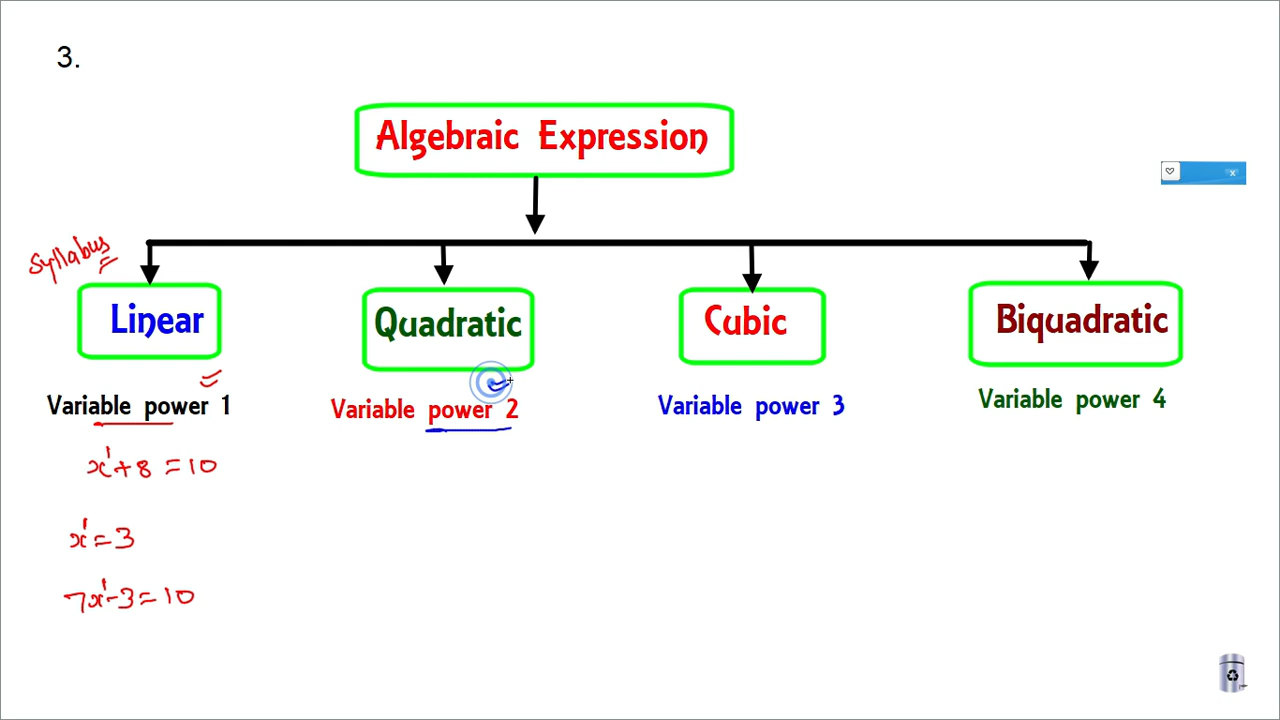 3.
Algebraic Expression
Syllabus
Linear
Quadratic
Cubic
Biquadratic
Variable power 1
Variable power 2
Variable power 3
Variable power 4
x¹+8=10
x¹=3
7x¹-3=10